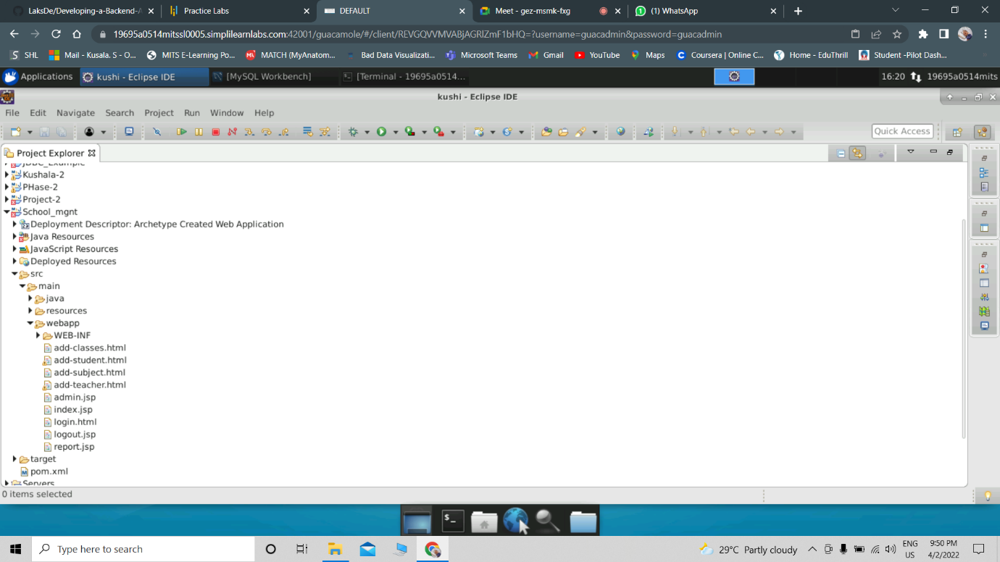 LaksDe/Developing-a-Backend-A
Practice Labs
DEFAULT
Meet - gez-msmk-fxg
(1) WhatsApp
19695a0514mitssl0005.simplilearnlabs.com:42001/guacamole/#/client/REVGQVVMVABjAGRlZmF1bHQ=?username=guacadmin&password=guacadmin
SHL
Mail - Kusala. S - O...
MITS E-Learning Po...
MATCH (MyAnatom...
Bad Data Visualizati...
Microsoft Teams
Gmail
YouTube
Maps
Coursera | Online C...
Home - EduThrill
Student -Pilot Dash...
Applications
kushi - Eclipse IDE
[MySQL Workbench]
[Terminal - 19695a0514...
16:20
19695a0514mits
kushi - Eclipse IDE
File Edit Navigate Search Project Run Window Help
Quick Access
Project Explorer
JDBC_Example
Kushala-2
PHase-2
Project-2
School_mgnt
Deployment Descriptor: Archetype Created Web Application
Java Resources
JavaScript Resources
Deployed Resources
src
main
java
resources
webapp
WEB-INF
add-classes.html
add-student.html
add-subject.html
add-teacher.html
admin.jsp
index.jsp
login.html
logout.jsp
report.jsp
target
pom.xml
Servers
0 items selected
Type here to search
29°C Partly cloudy
ENG
US
9:50 PM
4/2/2022